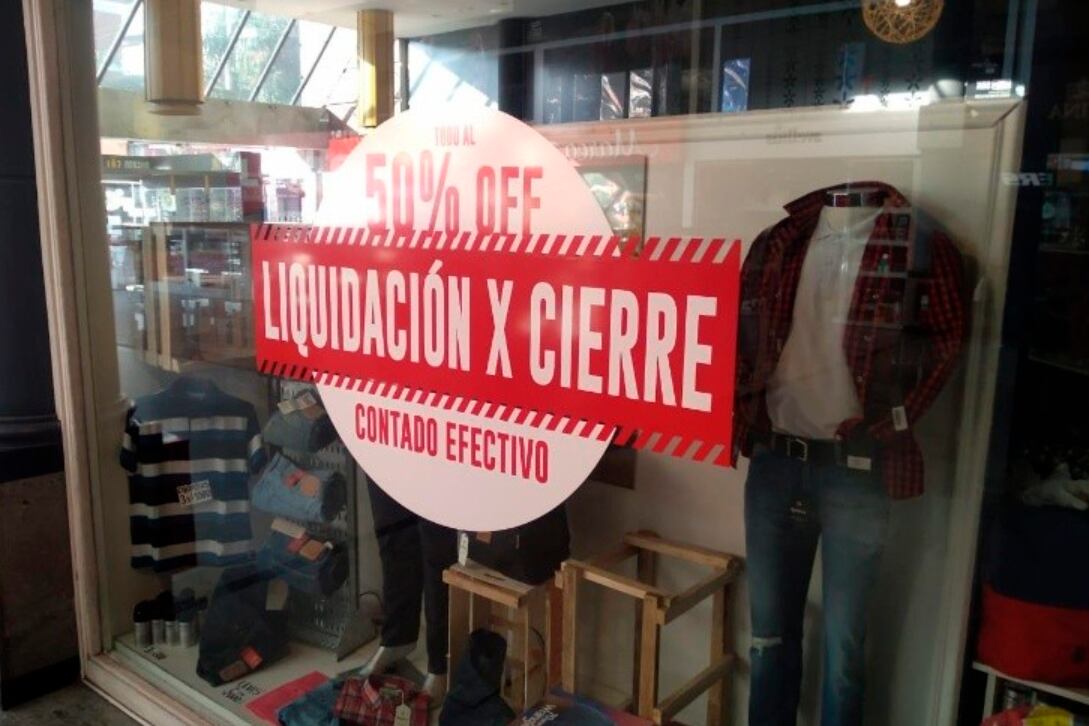 TODO AL
50% OFF
LIQUIDACIÓN X CIERRE
CONTADO EFECTIVO